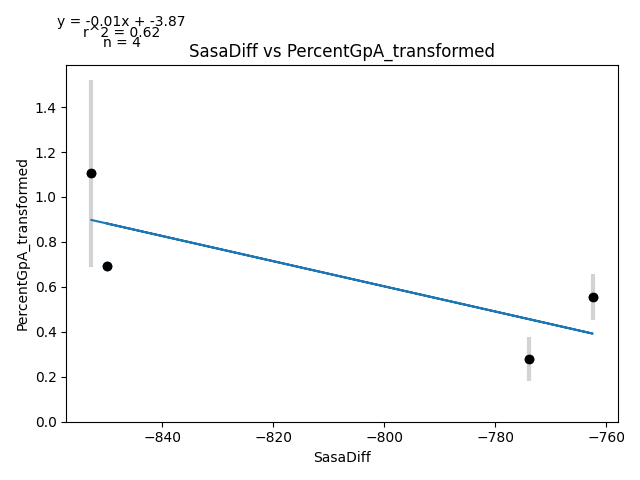 y = -0.01x + -3.87
r^2 = 0.62
n = 4
SasaDiff vs PercentGpA_transformed
PercentGpA_transformed
1.4
1.2
1.0
0.8
0.6
0.4
0.2
0.0
−840
−820
−800
−780
−760
SasaDiff